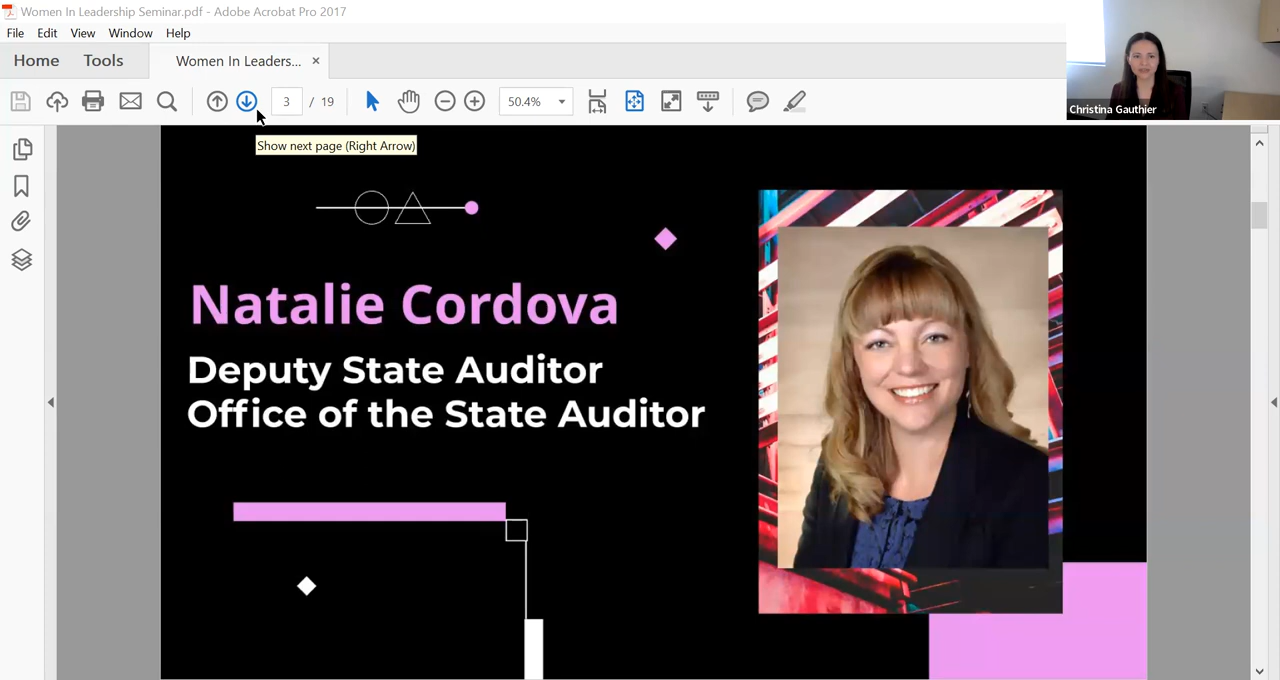 Women In Leadership Seminar.pdf - Adobe Acrobat Pro 2017
File Edit View Window Help
Home Tools Women In Leaders... ×
3 / 19 50.4%
Christina Gauthier
Show next page (Right Arrow)
Natalie Cordova
Deputy State Auditor
Office of the State Auditor